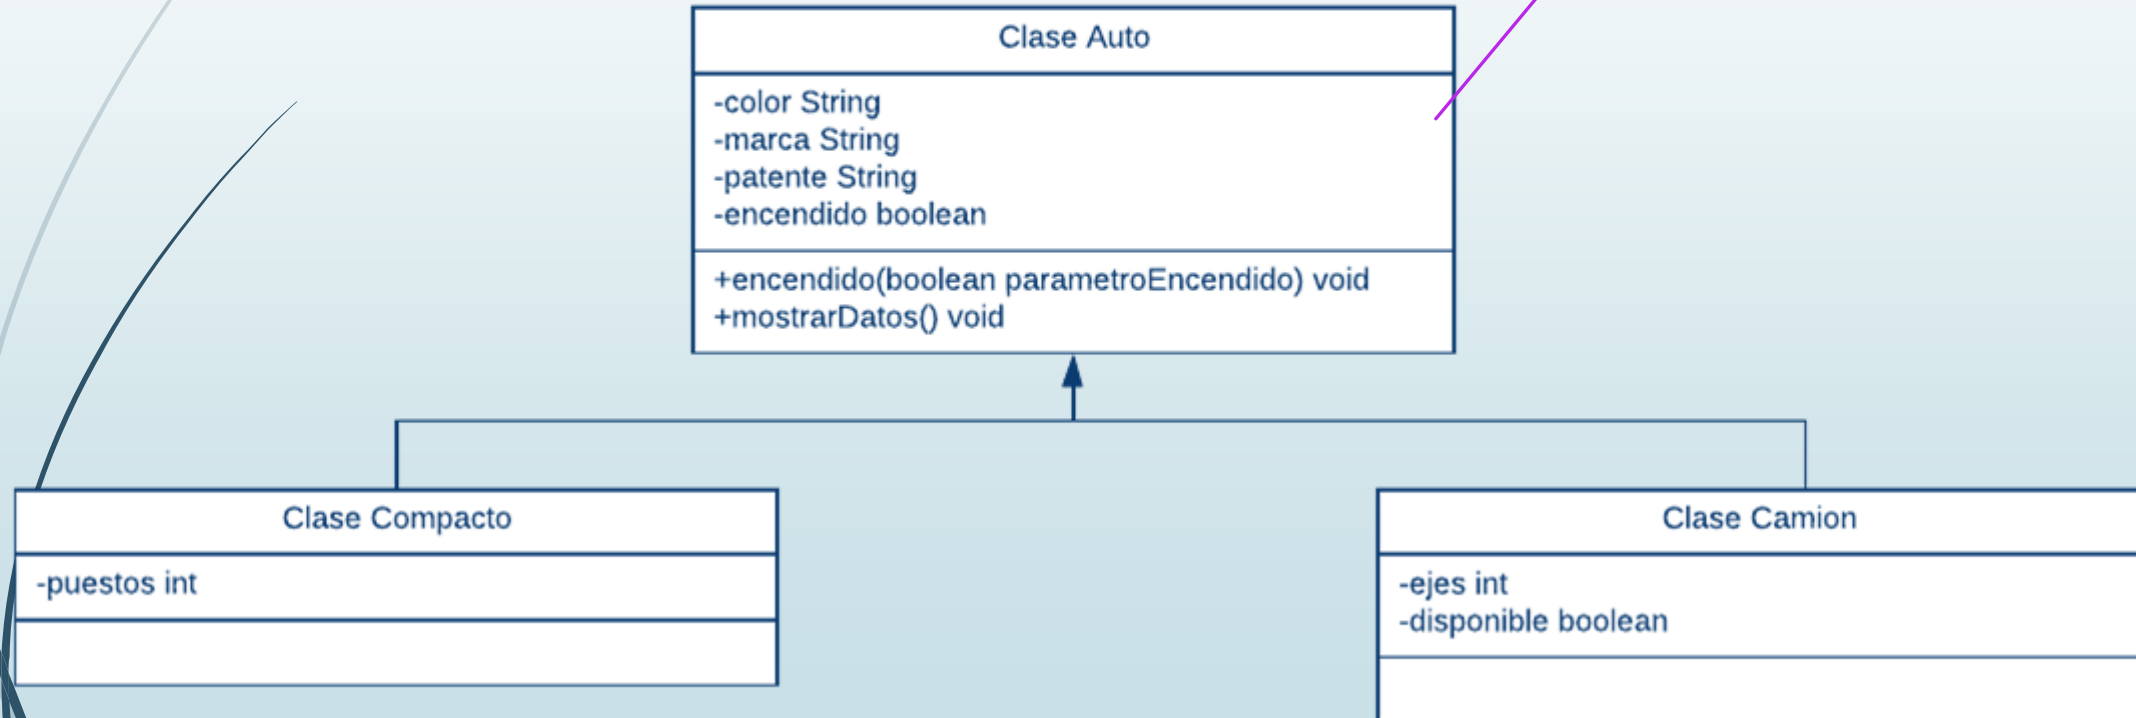 Clase Auto
-color String
-marca String
-patente String
-encendido boolean
+encendido(boolean parametroEncendido) void
+mostrarDatos() void
Clase Compacto
-puestos int
Clase Camion
-ejes int
-disponible boolean